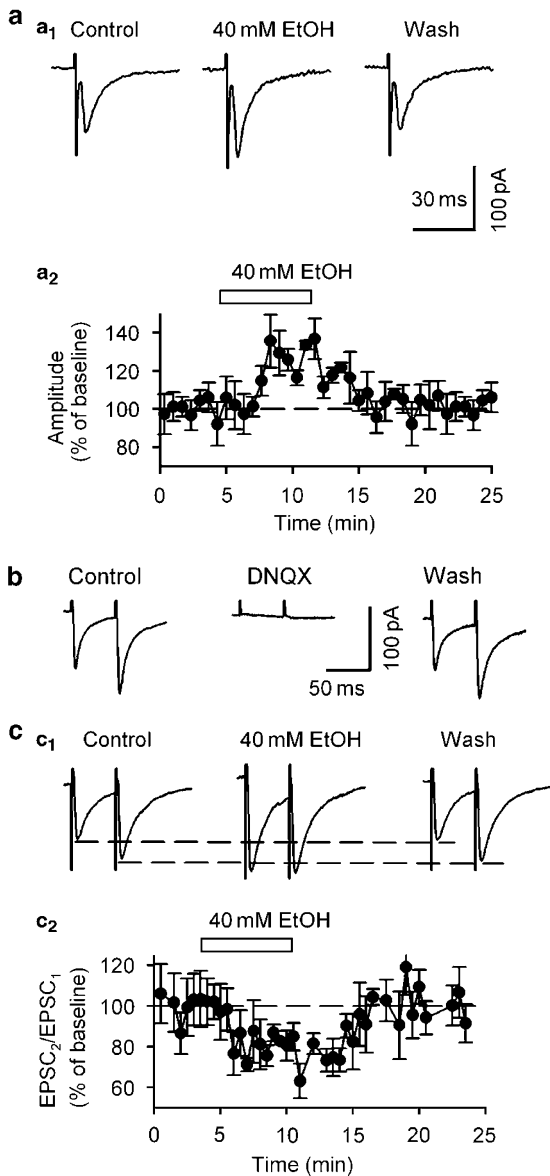 a
a1 Control 40 mM EtOH Wash
30 ms
100 pA
a2
40 mM EtOH
Amplitude
(% of baseline)
140
120
100
80
0 5 10 15 20 25
Time (min)
b
Control DNQX Wash
100 pA
50 ms
c
c1 Control 40 mM EtOH Wash
c2
40 mM EtOH
EPSC2/EPSC1
(% of baseline)
120
100
80
60
0 5 10 15 20 25
Time (min)